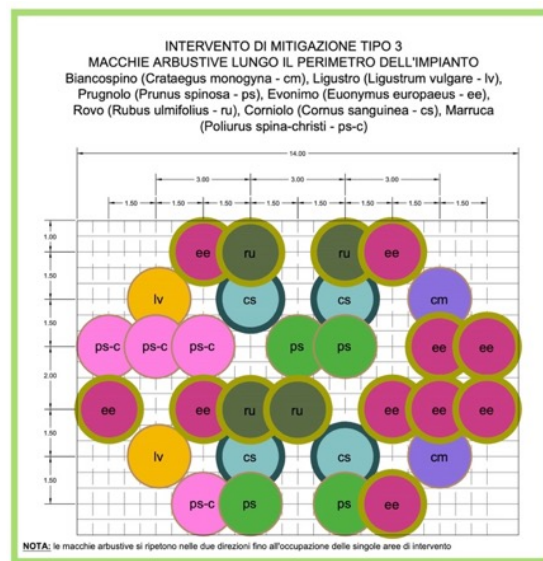 INTERVENTO DI MITIGAZIONE TIPO 3
MACCHIE ARBUSTIVE LUNGO IL PERIMETRO DELL'IMPIANTO
Biancospino (Crataegus monogyna - cm), Ligustro (Ligustrum vulgare - lv),
Prugnolo (Prunus spinosa - ps), Evonimo (Euonymus europaeus - ee),
Rovo (Rubus ulmifolius - ru), Corniolo (Cornus sanguinea - cs), Marruca
(Poliurus spina-christi - ps-c)
14.00
3.00 3.00 3.00
1.50 1.50 1.50 1.50 1.50 1.50 1.50 1.50
1.00
ee ru ru ee
1.50
lv cs cs cm
1.50
ps-c ps-c ps-c ps ps ee ee
2.00
ee ee ru ru ee ee ee
1.50
lv cs cs cm
1.50
ps-c ps ps ee
NOTA: le macchie arbustive si ripetono nelle due direzioni fino all'occupazione delle singole aree di intervento